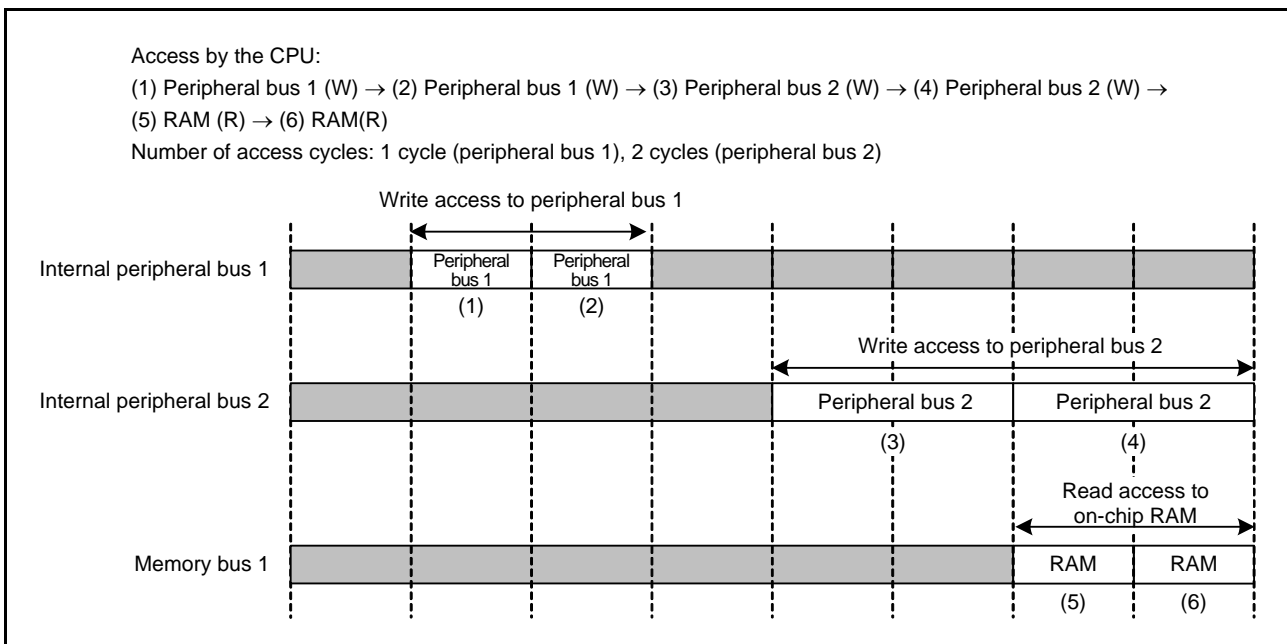 Access by the CPU:
(1) Peripheral bus 1 (W) → (2) Peripheral bus 1 (W) → (3) Peripheral bus 2 (W) → (4) Peripheral bus 2 (W) →
(5) RAM (R) → (6) RAM(R)
Number of access cycles: 1 cycle (peripheral bus 1), 2 cycles (peripheral bus 2)
Write access to peripheral bus 1
Internal peripheral bus 1
Peripheral
bus 1
Peripheral
bus 1
(1)
(2)
Write access to peripheral bus 2
Internal peripheral bus 2
Peripheral bus 2
Peripheral bus 2
(3)
(4)
Read access to
on-chip RAM
Memory bus 1
RAM
RAM
(5)
(6)